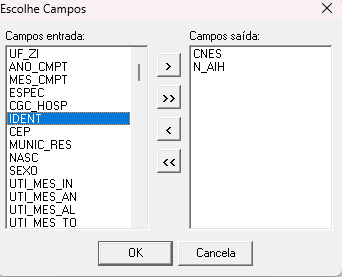 Escolhe Campos
Campos entrada:
Campos saída:
UF_ZI
ANO_CMPT
MES_CMPT
ESPEC
CGC_HOSP
IDENT
CEP
MUNIC_RES
NASC
SEXO
UTI_MES_IN
UTI_MES_AN
UTI_MES_AL
UTI_MES_TO
>
>>
<
<<
CNES
N_AIH
OK
Cancela